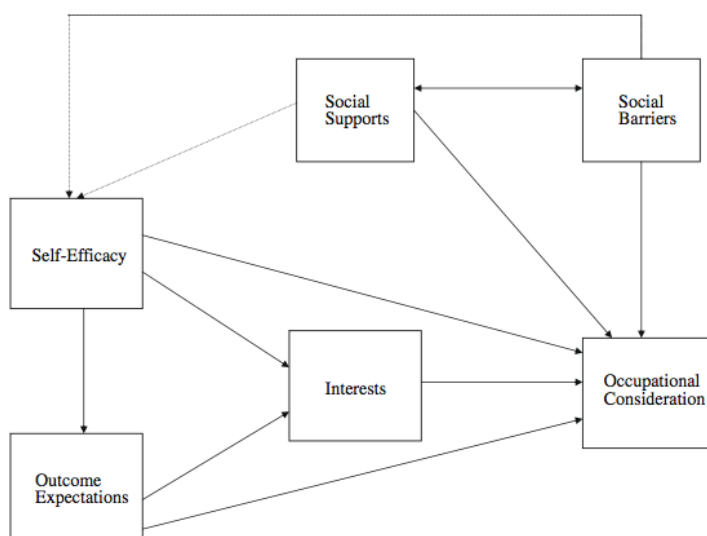 Social
Supports
Social
Barriers
Self-Efficacy
Interests
Occupational
Consideration
Outcome
Expectations